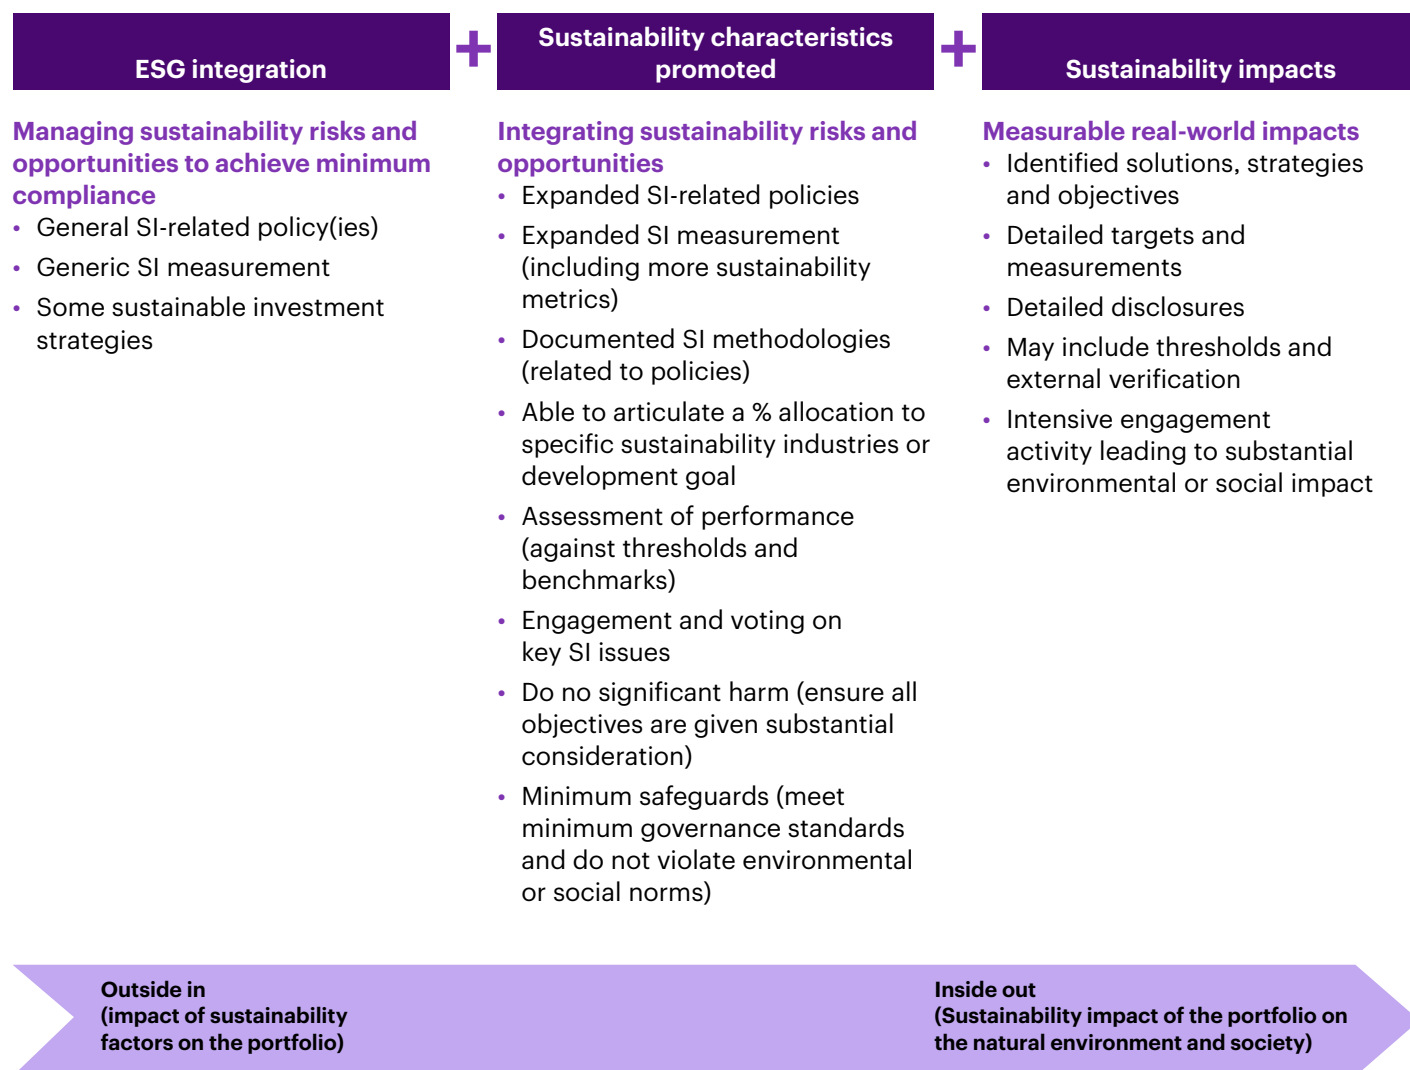 ESG integration
+
Sustainability characteristics
promoted
+
Sustainability impacts
Managing sustainability risks and
opportunities to achieve minimum
compliance
• General SI-related policy(ies)
• Generic SI measurement
• Some sustainable investment
strategies
Integrating sustainability risks and
opportunities
• Expanded SI-related policies
• Expanded SI measurement
(including more sustainability
metrics)
• Documented SI methodologies
(related to policies)
• Able to articulate a % allocation to
specific sustainability industries or
development goal
• Assessment of performance
(against thresholds and
benchmarks)
• Engagement and voting on
key SI issues
• Do no significant harm (ensure all
objectives are given substantial
consideration)
• Minimum safeguards (meet
minimum governance standards
and do not violate environmental
or social norms)
Measurable real-world impacts
• Identified solutions, strategies
and objectives
• Detailed targets and
measurements
• Detailed disclosures
• May include thresholds and
external verification
• Intensive engagement
activity leading to substantial
environmental or social impact
Outside in
(impact of sustainability
factors on the portfolio)
Inside out
(Sustainability impact of the portfolio on
the natural environment and society)